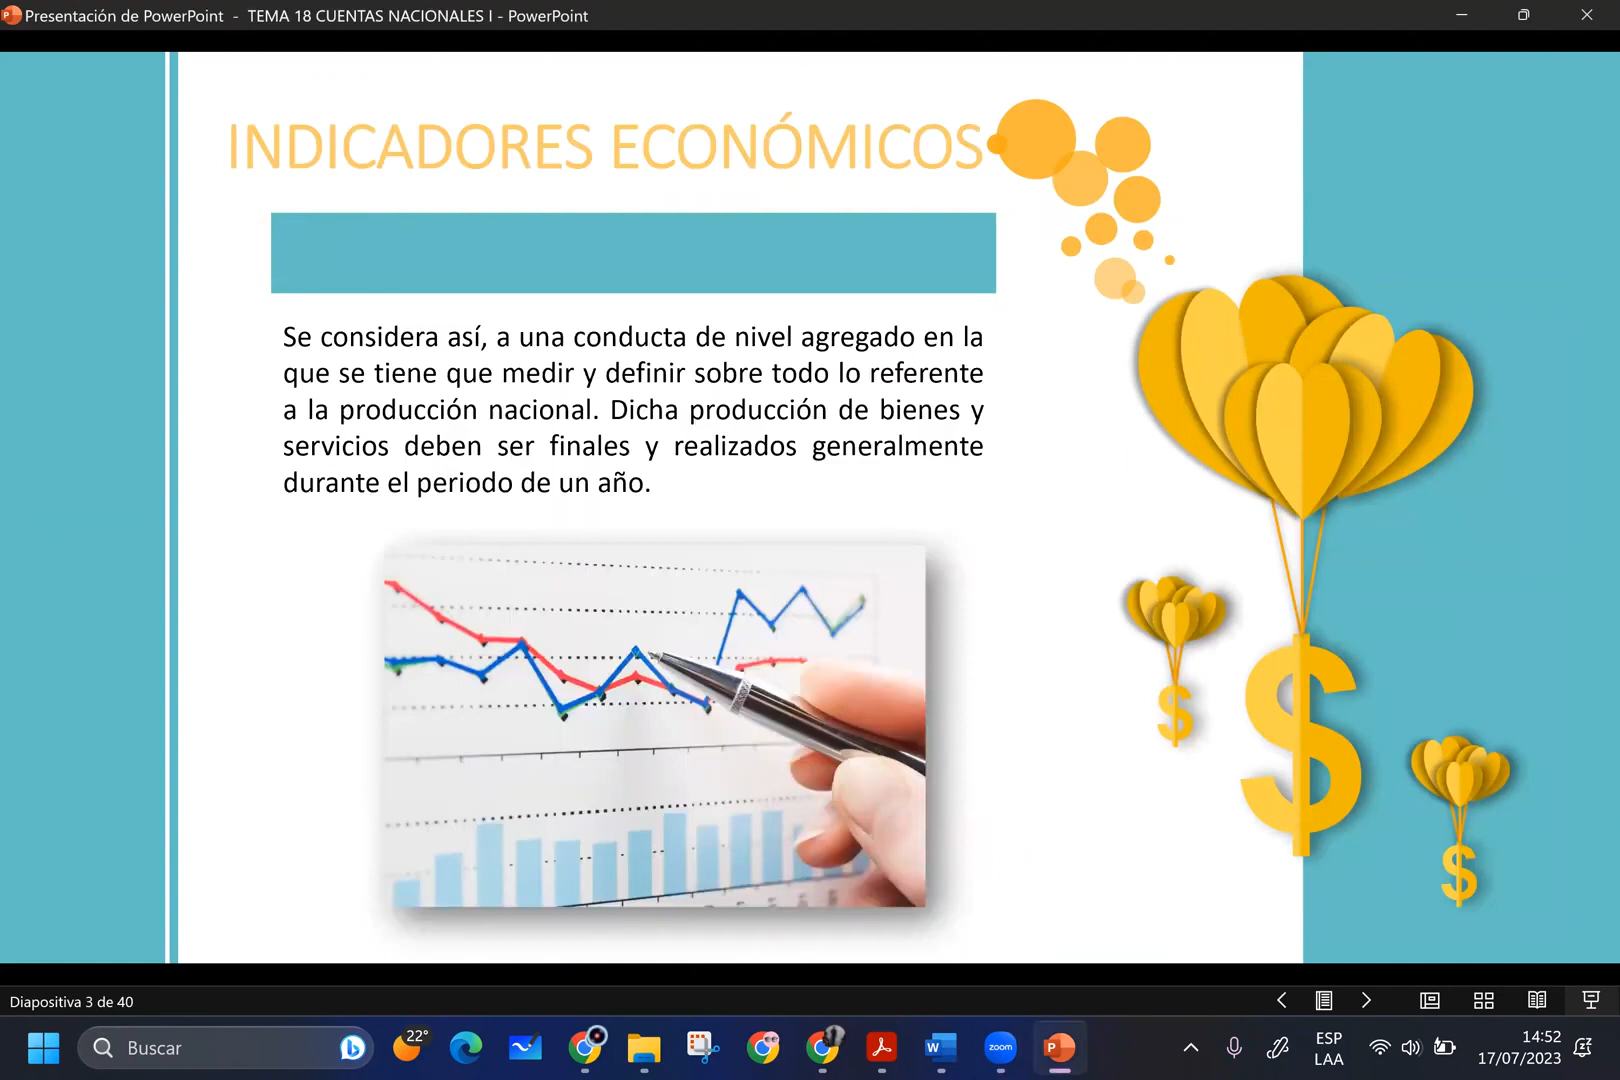 Presentación de PowerPoint - TEMA 18 CUENTAS NACIONALES I - PowerPoint
INDICADORES ECONÓMICOS
Se considera así, a una conducta de nivel agregado en la
que se tiene que medir y definir sobre todo lo referente
a la producción nacional. Dicha producción de bienes y
servicios deben ser finales y realizados generalmente
durante el periodo de un año.
$
$
$
Diapositiva 3 de 40
Buscar
22°
zoom
ESP
LAA
14:52
17/07/2023